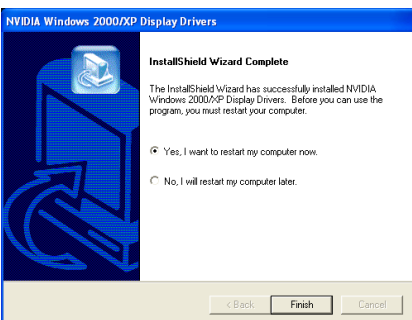 NVIDIA Windows 2000/XP Display Drivers
InstallShield Wizard Complete
The InstallShield Wizard has successfully installed NVIDIA
Windows 2000/XP Display Drivers. Before you can use the
program, you must restart your computer.
Yes, I want to restart my computer now.
No, I will restart my computer later.
< Back Finish Cancel